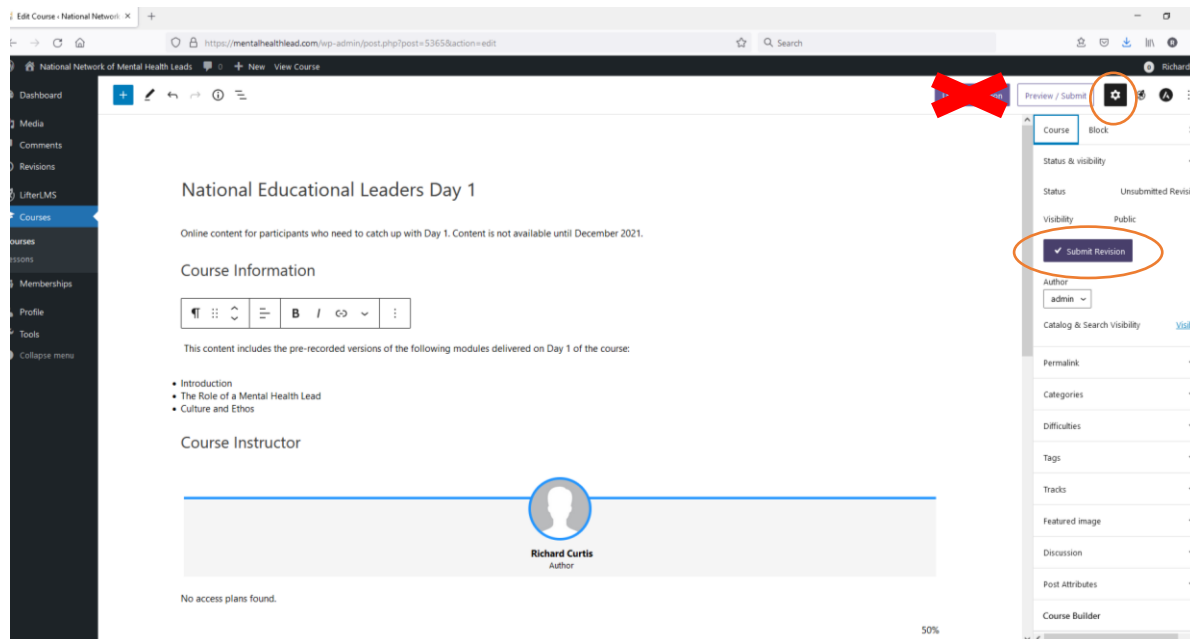 Edit Course ‹ National Network
https://mentalhealthlead.com/wp-admin/post.php?post=5365&action=edit
Search
National Network of Mental Health Leads 0 New View Course
0 Richard
Dashboard
Media
Comments
Revisions
LifterLMS
Courses
Memberships
Profile
Tools
Collapse menu
Preview / Submit
National Educational Leaders Day 1
Online content for participants who need to catch up with Day 1. Content is not available until December 2021.
Course Information
B I
This content includes the pre-recorded versions of the following modules delivered on Day 1 of the course:
Introduction
The Role of a Mental Health Lead
Culture and Ethos
Course Instructor
Richard Curtis
Author
No access plans found.
50%
Course Block
Status & visibility
Status Unsubmitted
Visibility Public
Submit Revision
Author
admin
Catalog & Search Visibility
Permalink
Categories
Difficulties
Tags
Tracks
Featured image
Discussion
Post Attributes
Course Builder